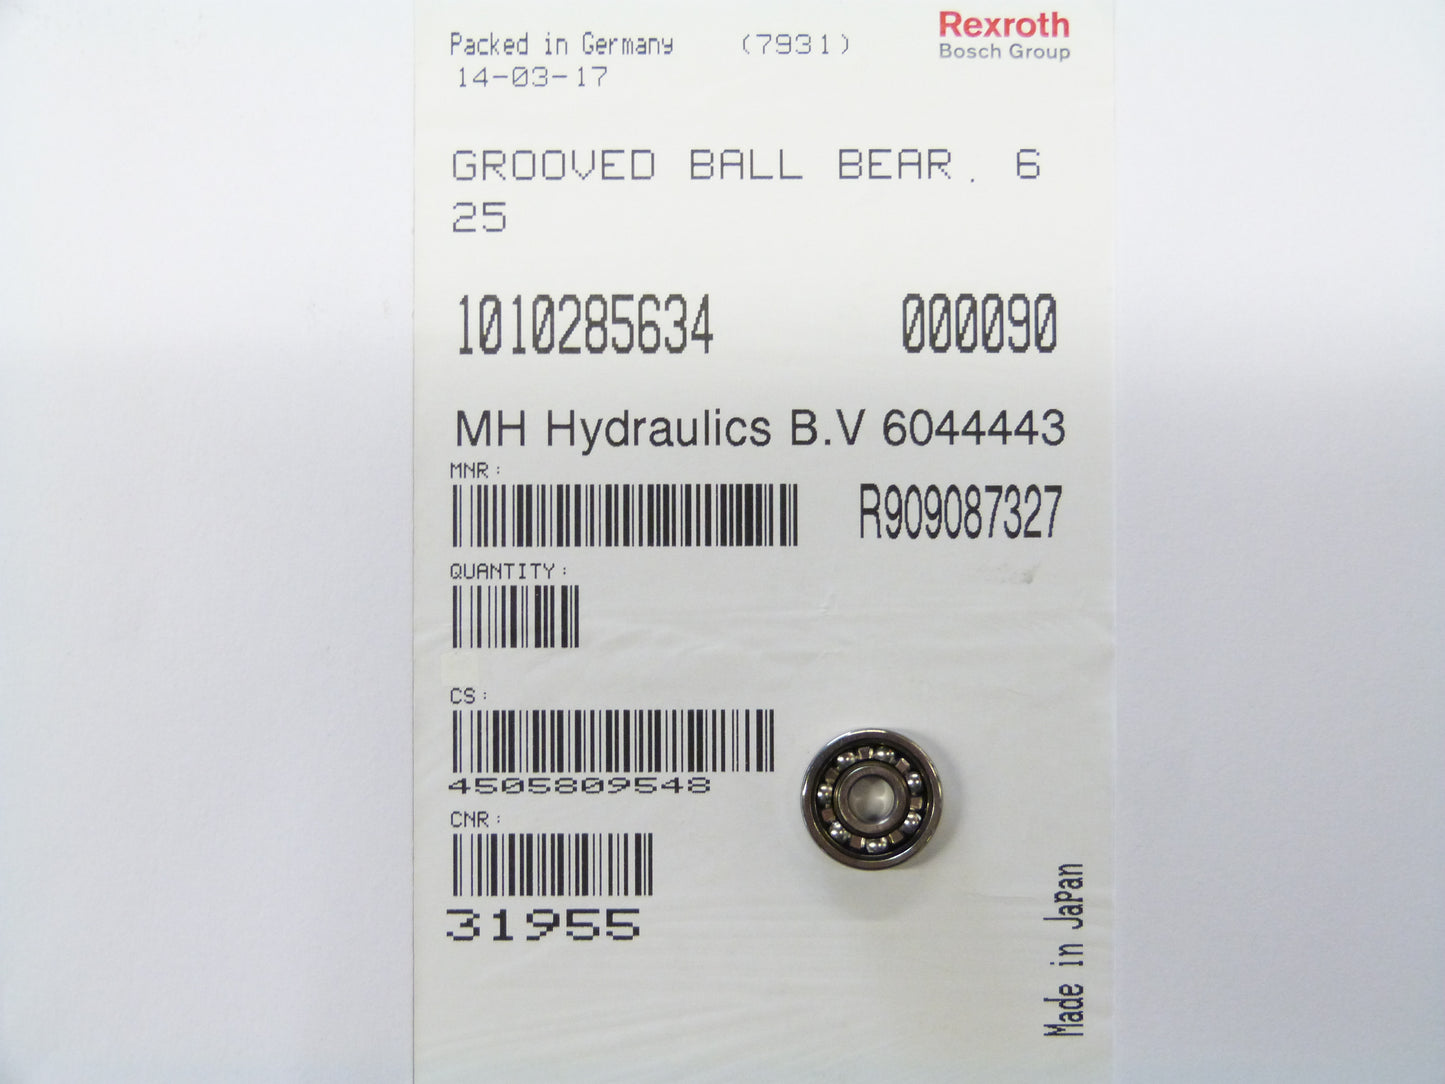 Packed in Germany (7931) Rexroth
14-03-17 Bosch Group
GROOVED BALL BEAR. 6
25
1010285634 000090
MH Hydraulics B.V 6044443
MNR:
R909087327
QUANTITY:
CS:
4505809548
CNR:
31955
Made in Japan